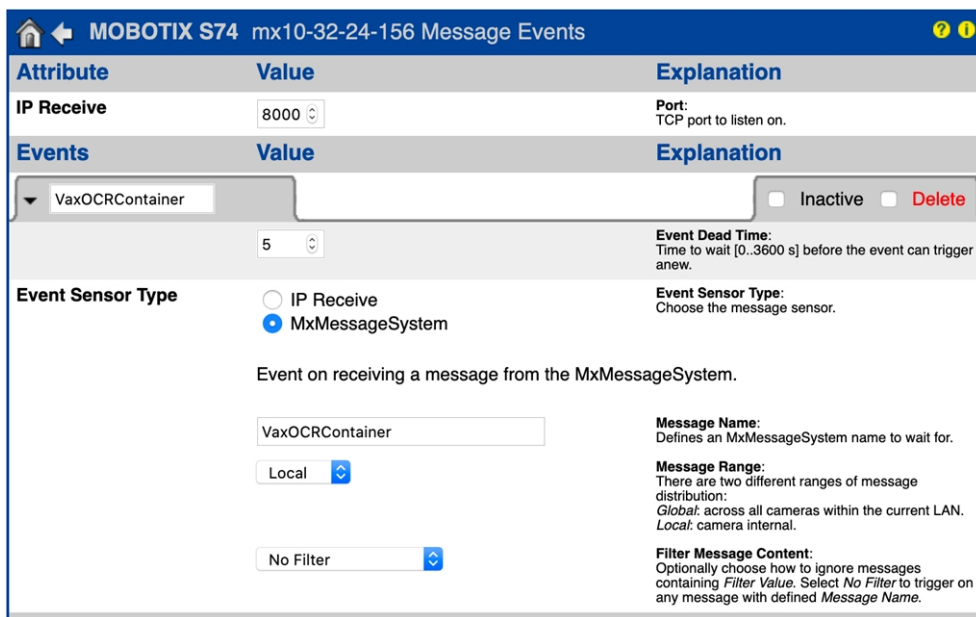 MOBOTIX S74 mx10-32-24-156 Message Events ? i
Attribute Value Explanation
IP Receive 8000 Port:
TCP port to listen on.
Events Value Explanation
VaxOCRContainer Inactive Delete
5 Event Dead Time:
Time to wait [0..3600 s] before the event can trigger
anew.
Event Sensor Type IP Receive Event Sensor Type:
MxMessageSystem Choose the message sensor.
Event on receiving a message from the MxMessageSystem.
VaxOCRContainer Message Name:
Defines an MxMessageSystem name to wait for.
Local Message Range:
There are two different ranges of message
distribution:
Global: across all cameras within the current LAN.
Local: camera internal.
No Filter Filter Message Content:
Optionally choose how to ignore messages
containing Filter Value. Select No Filter to trigger on
any message with defined Message Name.